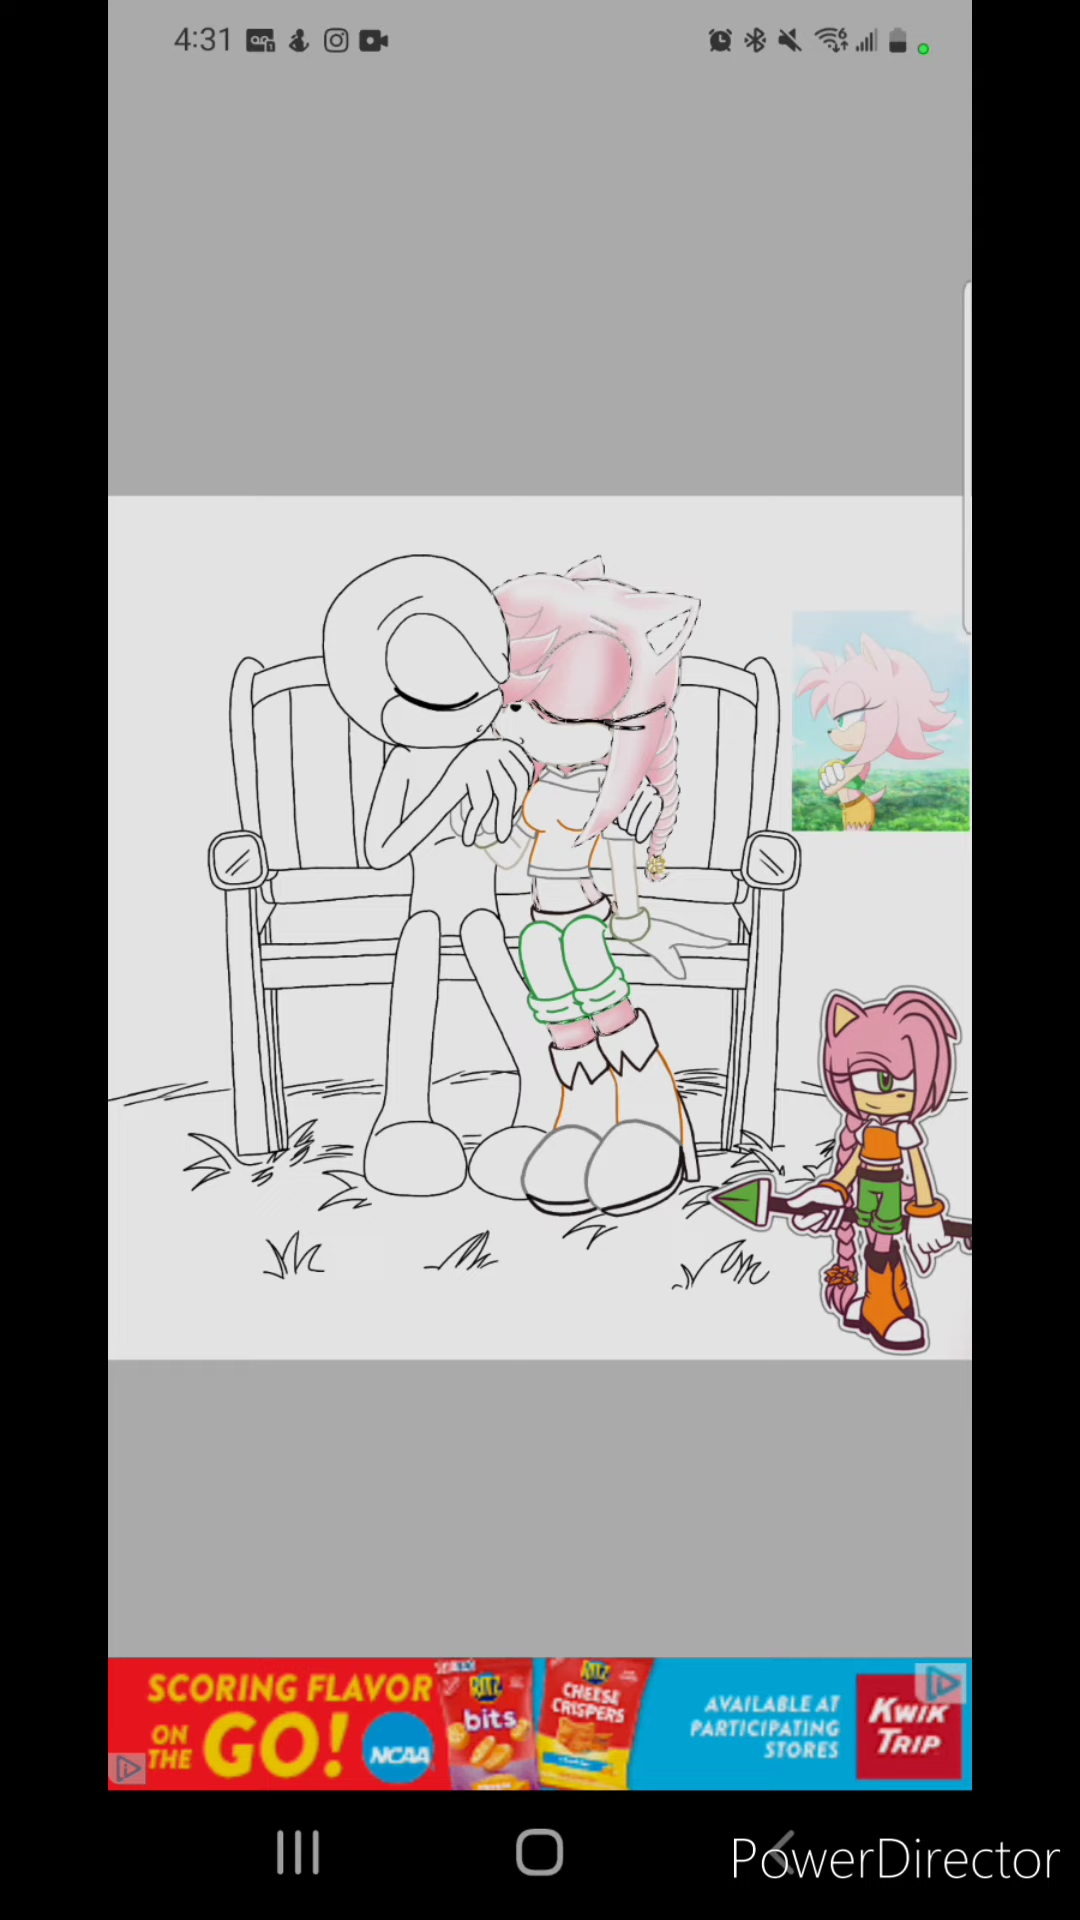 4:31
SCORING FLAVOR
ON THE GO!
NCAA
RITZ
bits
RITZ
CHEESE
CRISPERS
AVAILABLE AT
PARTICIPATING
STORES
KWIK
TRIP
PowerDirector